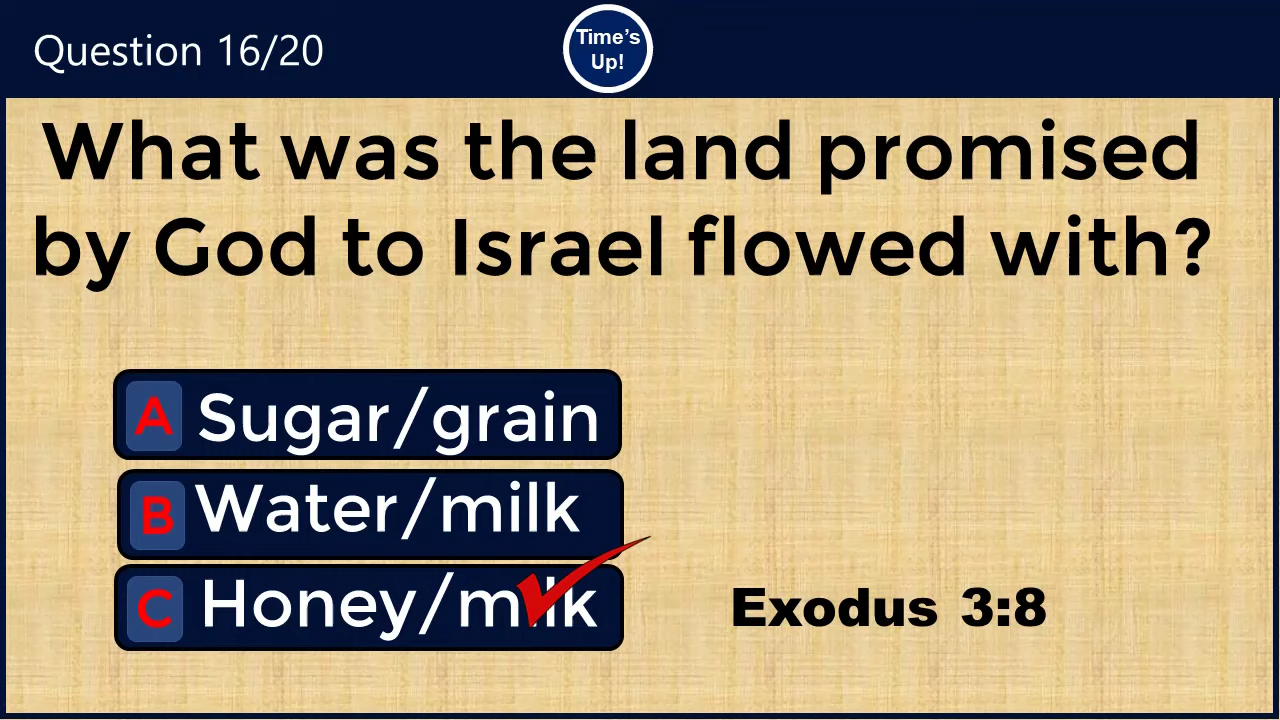 Question 16/20
Time's
Up!
What was the land promised
by God to Israel flowed with?
A Sugar/grain
B Water/milk
C Honey/milk
Exodus 3:8